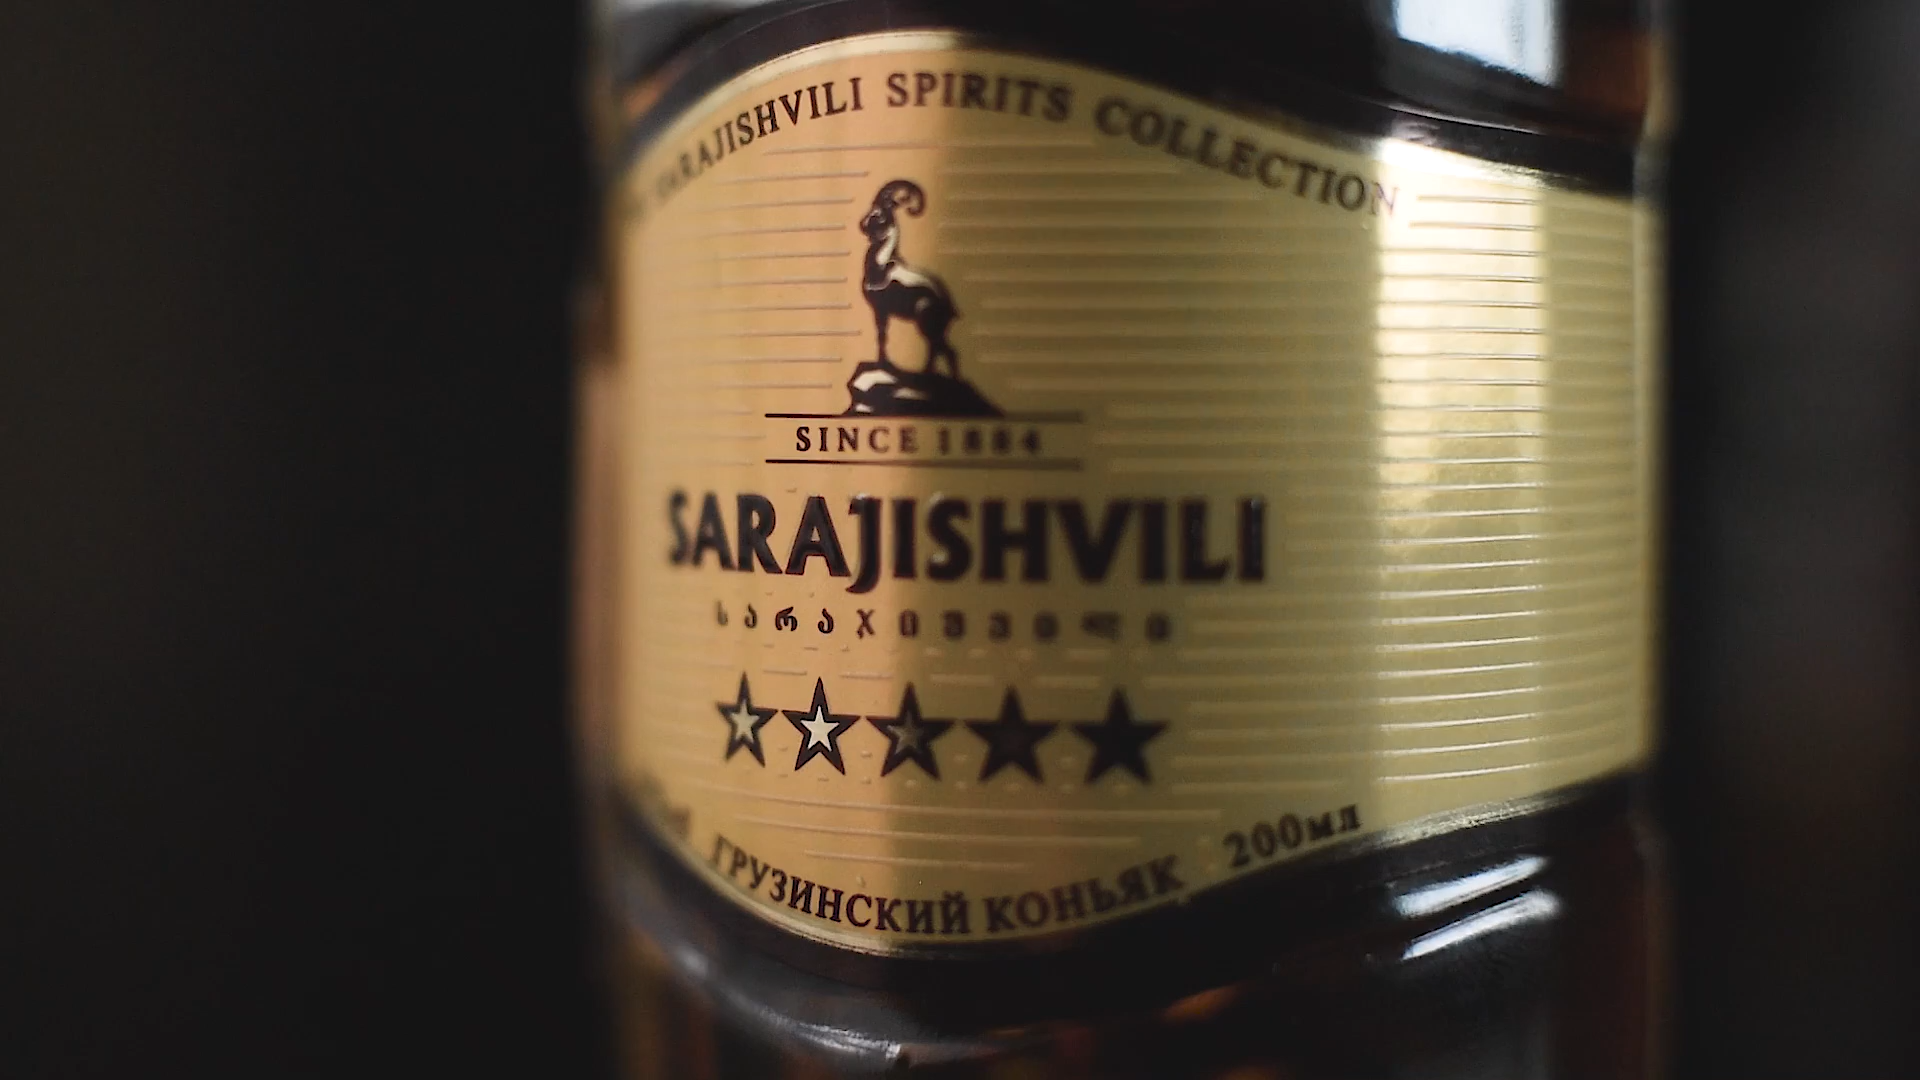 SARAJISHVILI SPIRITS COLLECTION
SINCE 1884
SARAJISHVILI
სარაჯიშვილი
ГРУЗИНСКИЙ КОНЬЯК 200мл